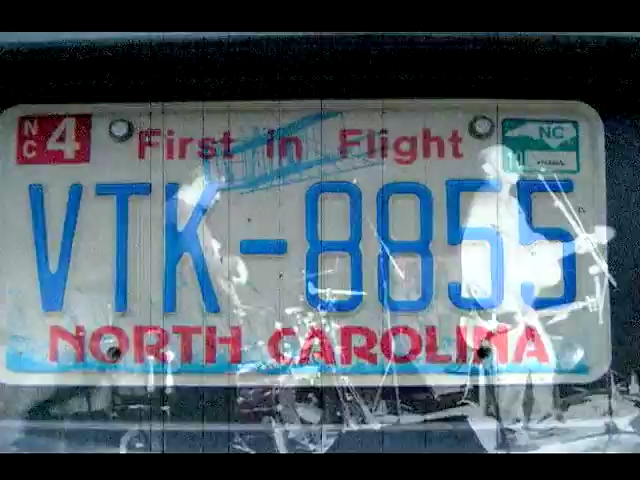 NC 4
First in Flight
NC
VTK-8855
NORTH CAROLINA